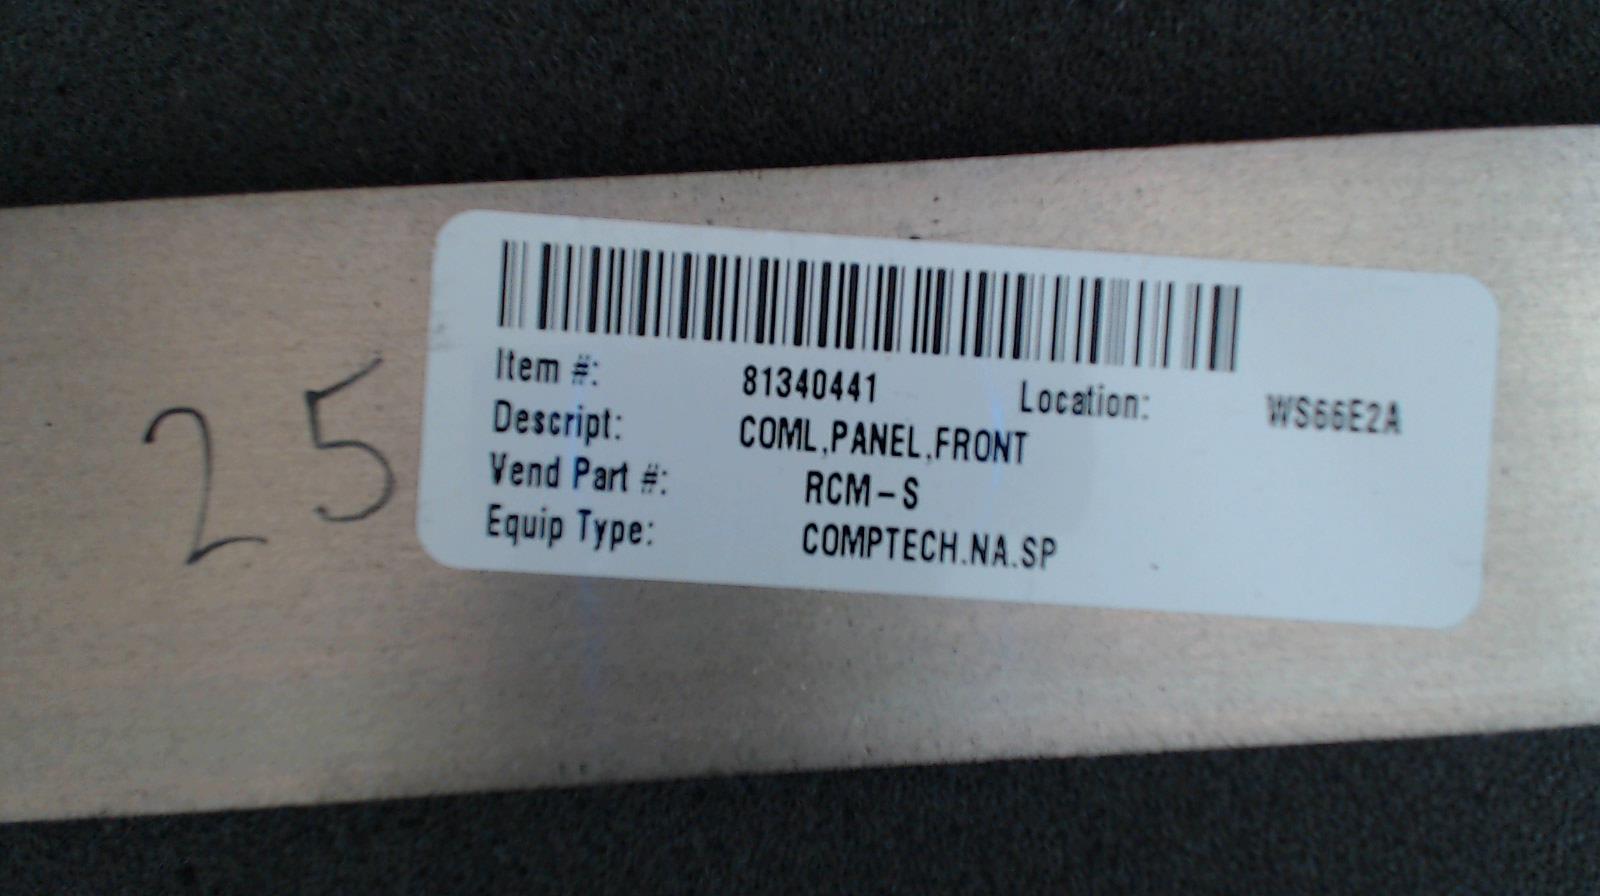 25
Item #: 81340441 Location: WS66E2A
Descript: COML,PANEL,FRONT
Vend Part #: RCM-S
Equip Type: COMPTECH.NA.SP